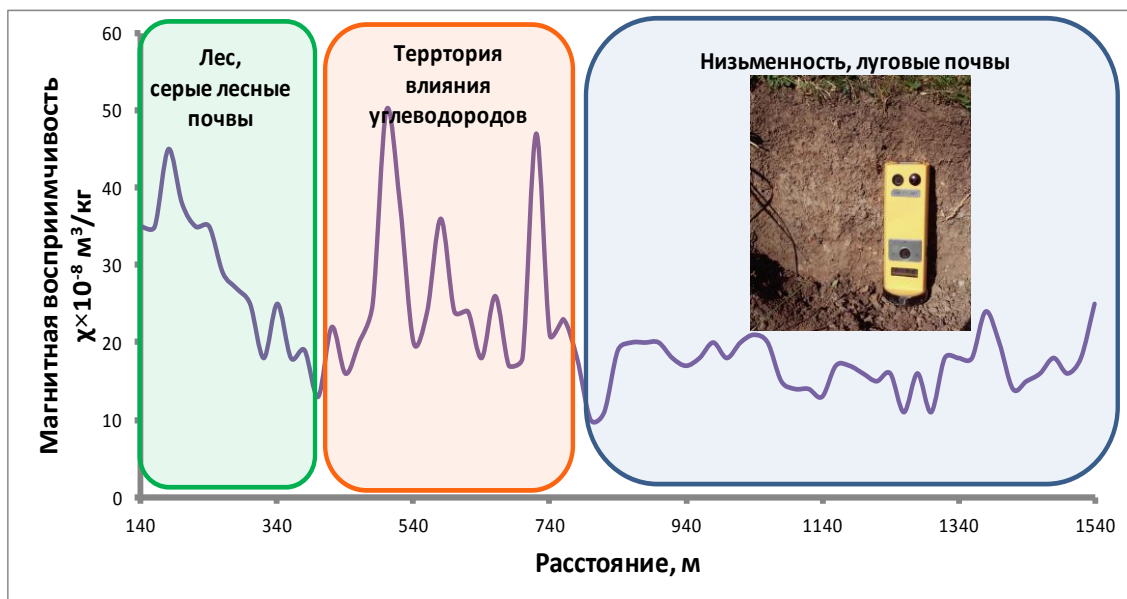 60
50
40
30
20
10
0
Магнитная восприимчивость
χ×10⁻⁸ м³/кг
Лес,
серые лесные
почвы
Терртория
влияния
углеводородов
Низьменность, луговые почвы
140
340
540
740
940
1140
1340
1540
Расстояние, м